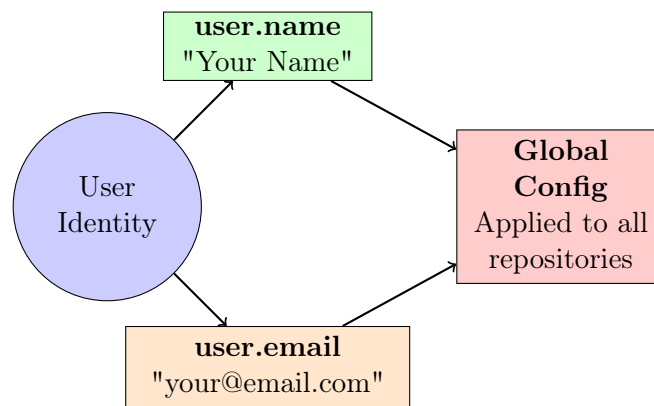 user.name
"Your Name"
User
Identity
Global
Config
Applied to all
repositories
user.email
"your@email.com"